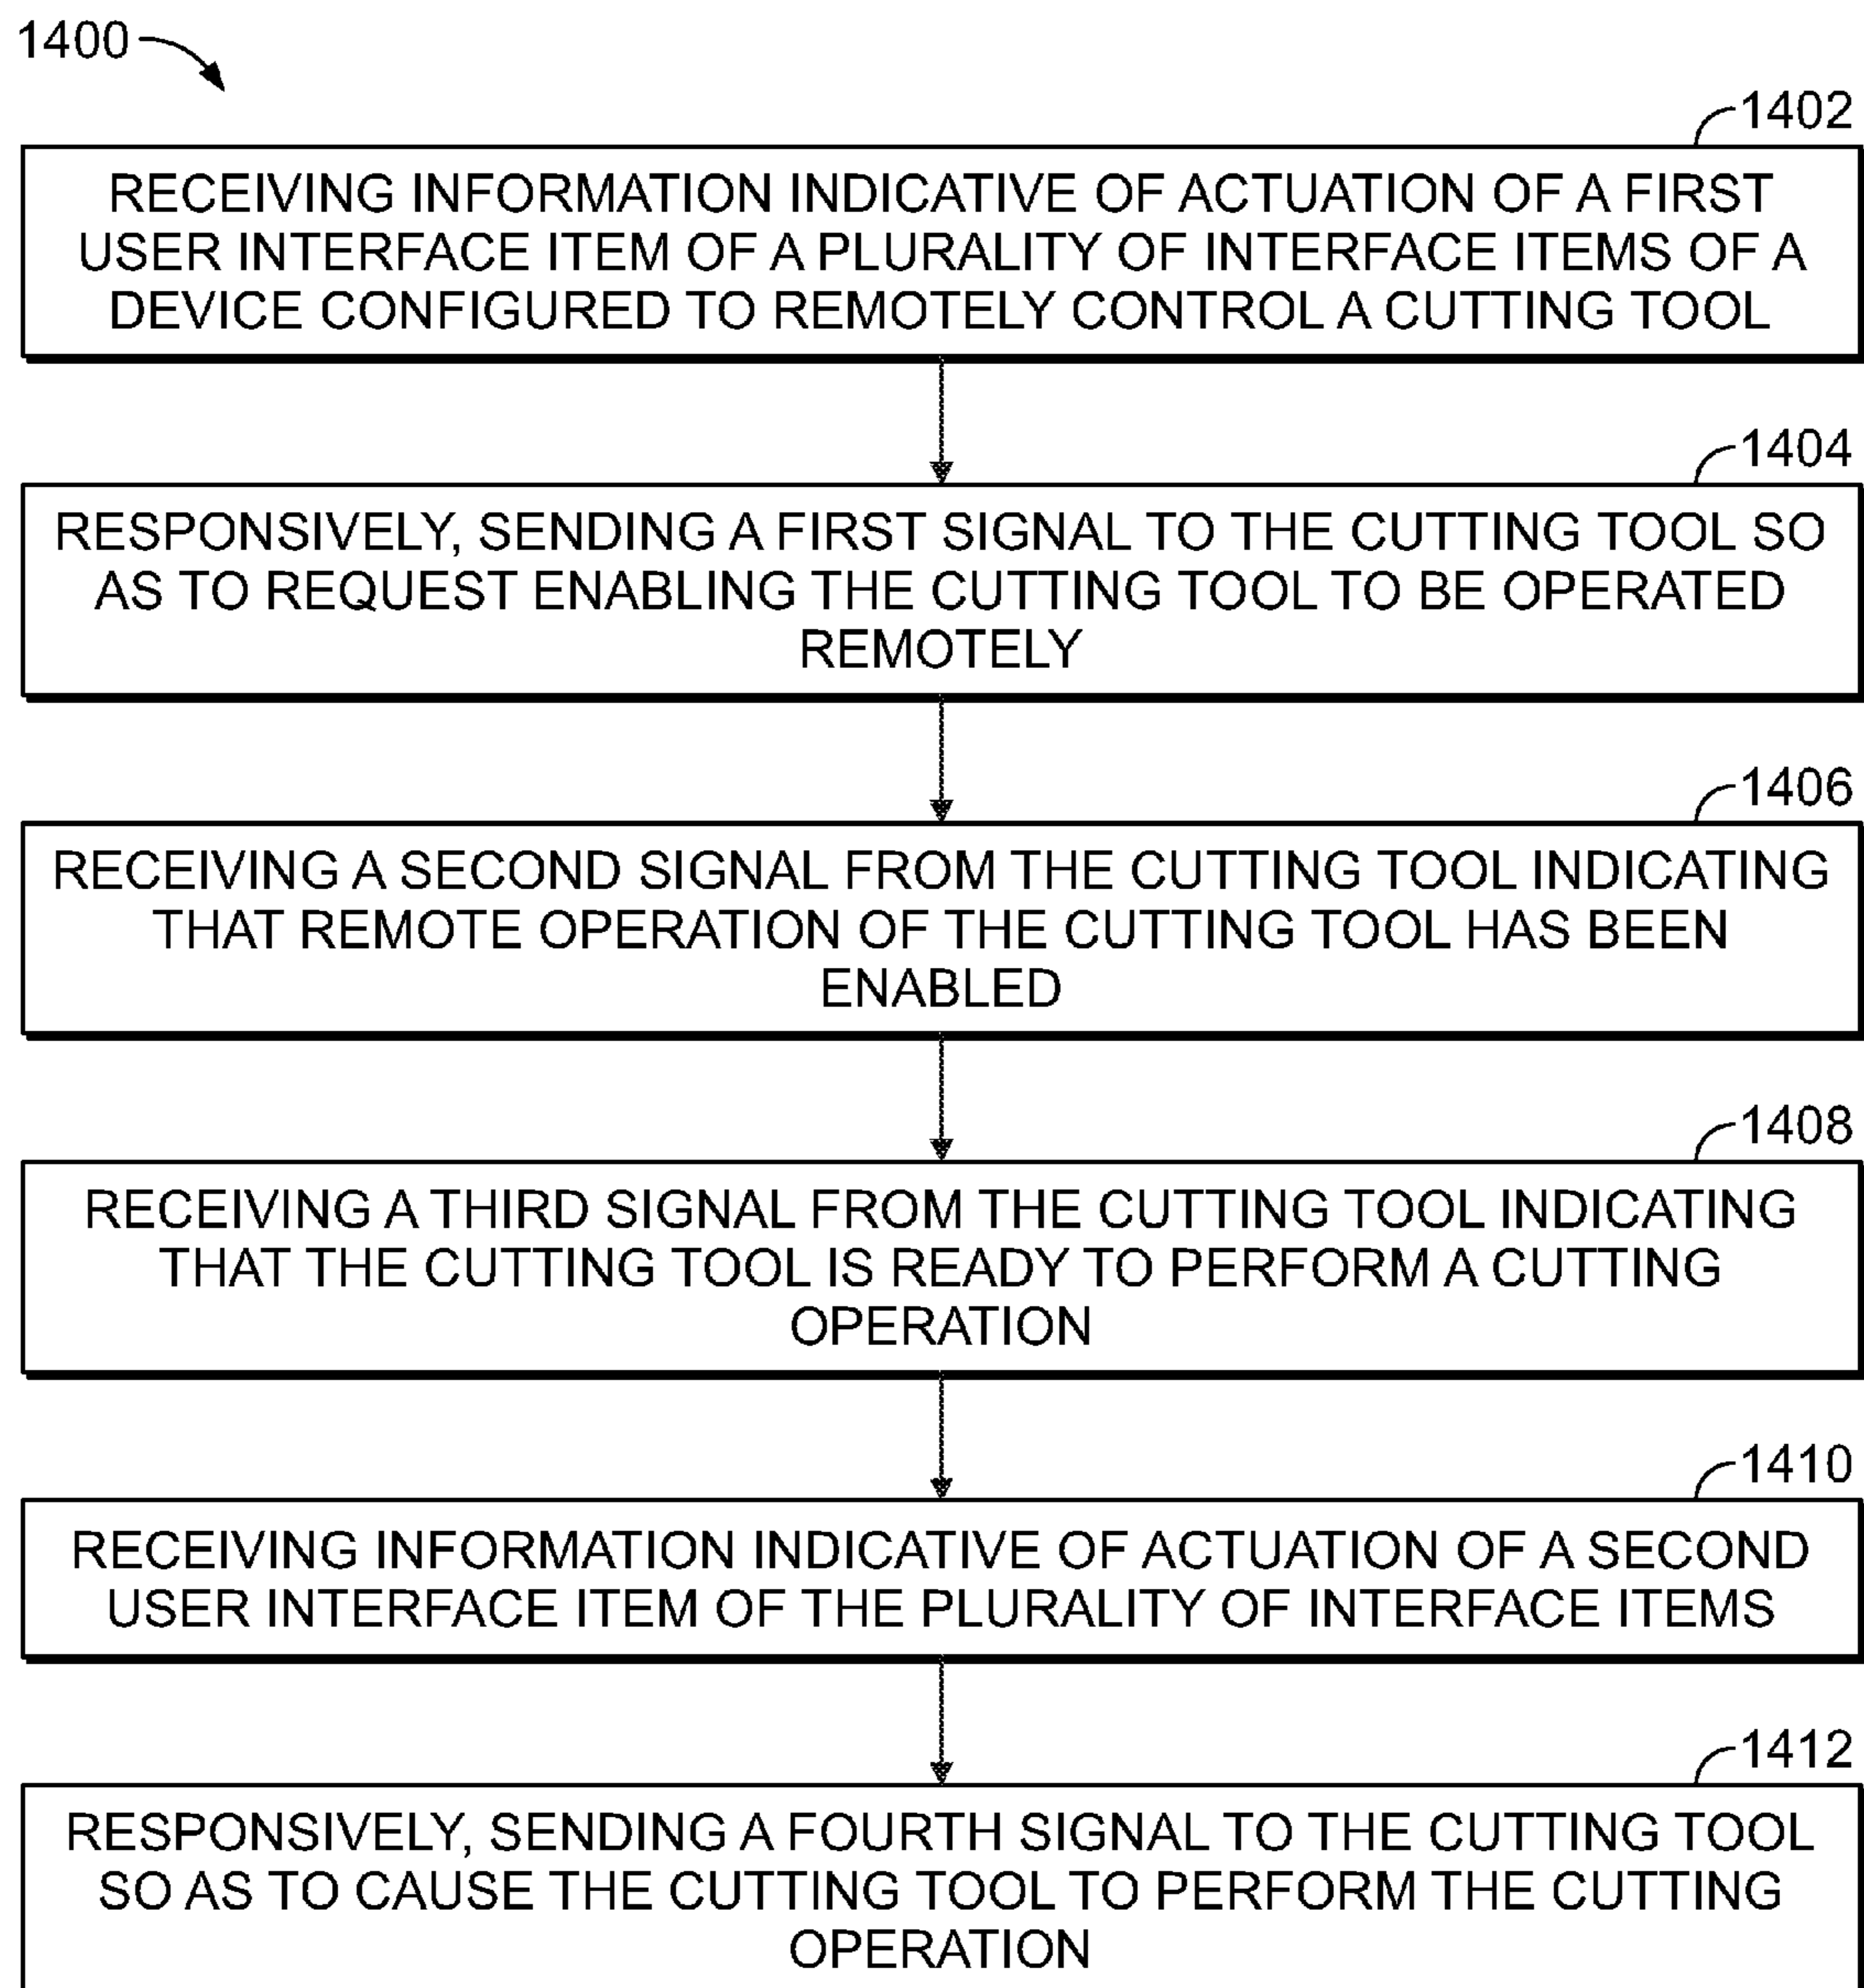 1400
1402
RECEIVING INFORMATION INDICATIVE OF ACTUATION OF A FIRST
USER INTERFACE ITEM OF A PLURALITY OF INTERFACE ITEMS OF A
DEVICE CONFIGURED TO REMOTELY CONTROL A CUTTING TOOL
1404
RESPONSIVELY, SENDING A FIRST SIGNAL TO THE CUTTING TOOL SO
AS TO REQUEST ENABLING THE CUTTING TOOL TO BE OPERATED
REMOTELY
1406
RECEIVING A SECOND SIGNAL FROM THE CUTTING TOOL INDICATING
THAT REMOTE OPERATION OF THE CUTTING TOOL HAS BEEN
ENABLED
1408
RECEIVING A THIRD SIGNAL FROM THE CUTTING TOOL INDICATING
THAT THE CUTTING TOOL IS READY TO PERFORM A CUTTING
OPERATION
1410
RECEIVING INFORMATION INDICATIVE OF ACTUATION OF A SECOND
USER INTERFACE ITEM OF THE PLURALITY OF INTERFACE ITEMS
1412
RESPONSIVELY, SENDING A FOURTH SIGNAL TO THE CUTTING TOOL
SO AS TO CAUSE THE CUTTING TOOL TO PERFORM THE CUTTING
OPERATION